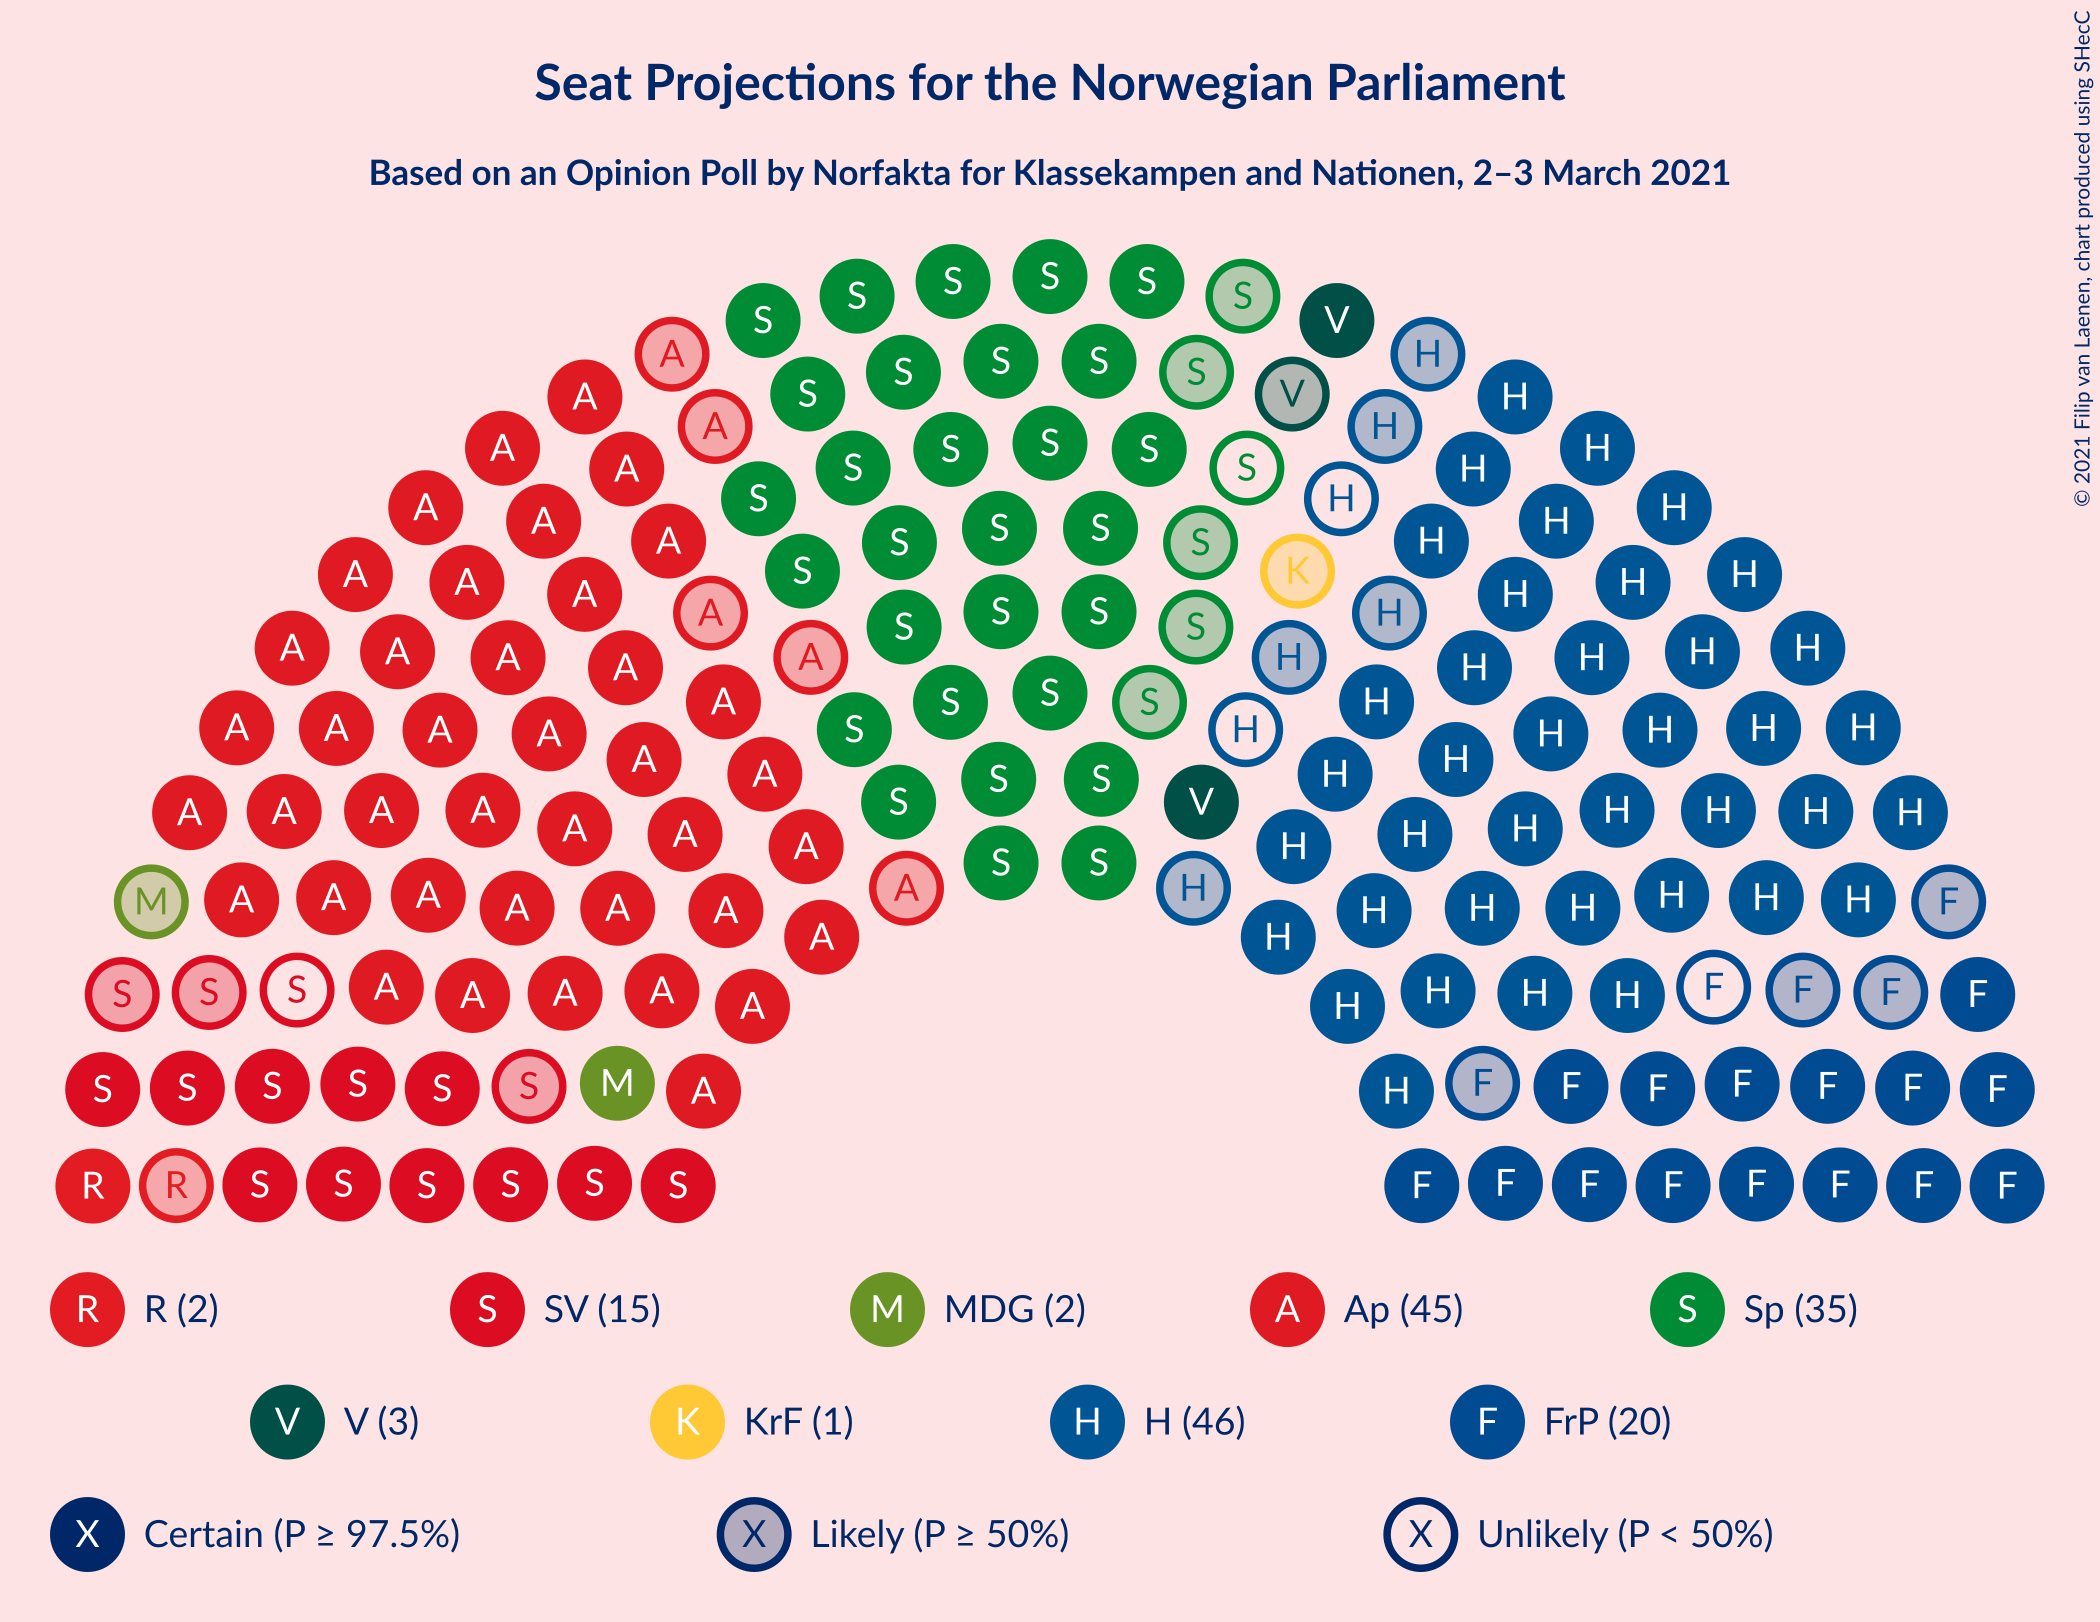 Seat Projections for the Norwegian Parliament
Based on an Opinion Poll by Norfakta for Klassekampen and Nationen, 2–3 March 2021
© 2021 Filip van Laenen, chart produced using SHecC
S S S S S S V
A H
A S S S S S V H H
A A S S S S S S H H H
A A A S S S S S K H H H
A A A A S S S S S H H H H H
A A A A A S S S S H H H H H H
A A A A A A S S S V H H H H H H
A A A A A A A S S H H H H H H H
M A A A A A A A A H H H H H H H H F
S S S A A A A A H H H H F F F F
S S S S S S M A H F F F F F F F
R R S S S S S S F F F F F F F F
R R (2) S SV (15) M MDG (2) A Ap (45) S Sp (35)
V V (3) K KrF (1) H H (46) F FrP (20)
X Certain (P ≥ 97.5%) X Likely (P ≥ 50%) X Unlikely (P < 50%)